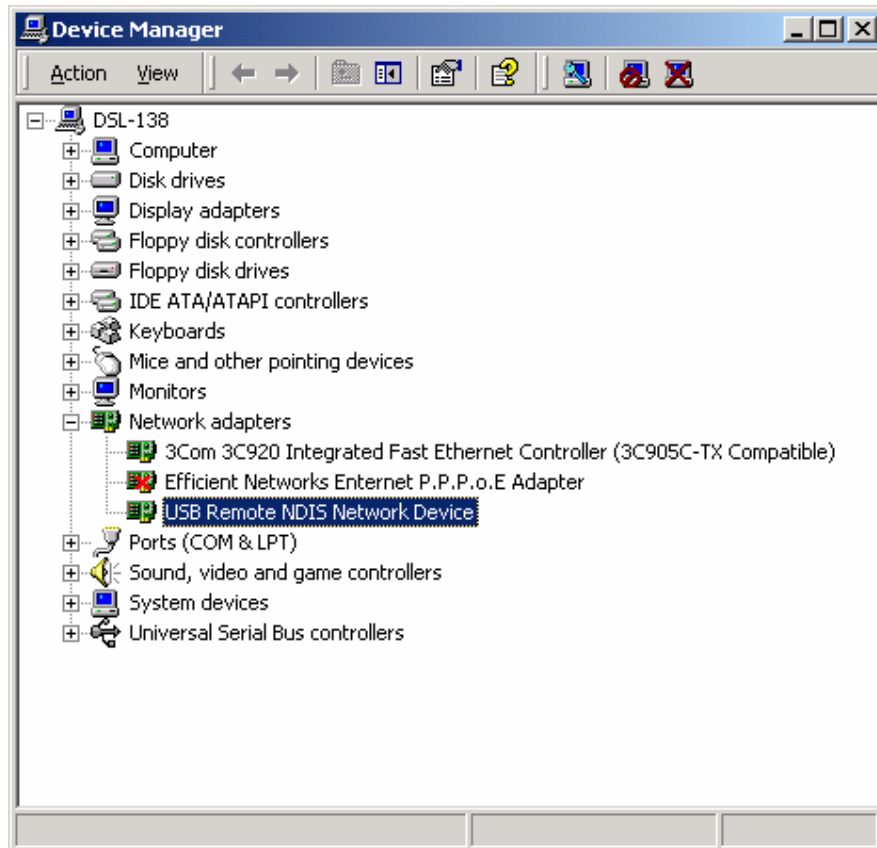 Device Manager
Action View
DSL-138
Computer
Disk drives
Display adapters
Floppy disk controllers
Floppy disk drives
IDE ATA/ATAPI controllers
Keyboards
Mice and other pointing devices
Monitors
Network adapters
3Com 3C920 Integrated Fast Ethernet Controller (3C905C-TX Compatible)
Efficient Networks Enternet P.P.P.o.E Adapter
USB Remote NDIS Network Device
Ports (COM & LPT)
Sound, video and game controllers
System devices
Universal Serial Bus controllers